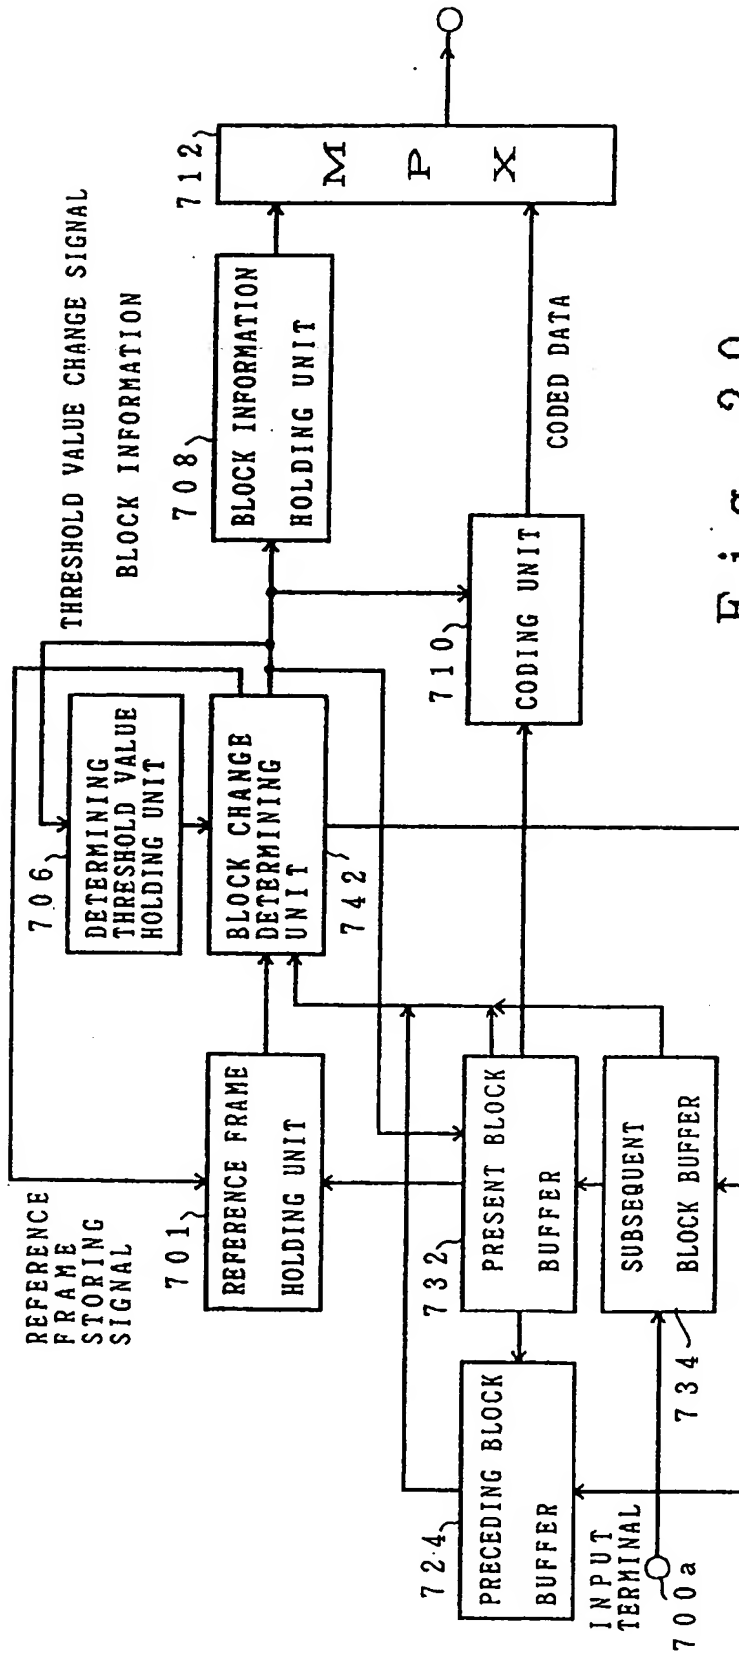 THRESHOLD VALUE CHANGE SIGNAL
BLOCK INFORMATION
REFERENCE
FRAME
STORING
SIGNAL
706
DETERMINING
THRESHOLD VALUE
HOLDING UNIT
701
REFERENCE FRAME
HOLDING UNIT
BLOCK CHANGE
DETERMINING
UNIT
742
708
BLOCK INFORMATION
HOLDING UNIT
712
MPX
724
PRECEDING BLOCK
BUFFER
732
PRESENT BLOCK
BUFFER
710
CODING UNIT
CODED DATA
INPUT
TERMINAL
700a
734
SUBSEQUENT
BLOCK BUFFER